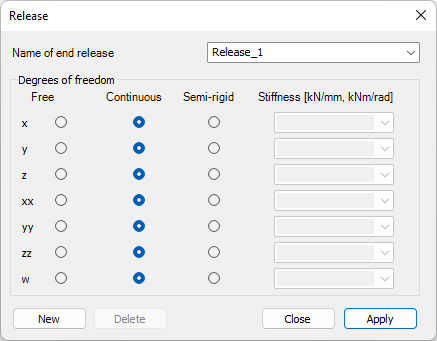 Release
Name of end release Release_1
Degrees of freedom
Free Continuous Semi-rigid Stiffness [kN/mm, kNm/rad]
x
y
z
xx
yy
zz
w
New Delete Close Apply